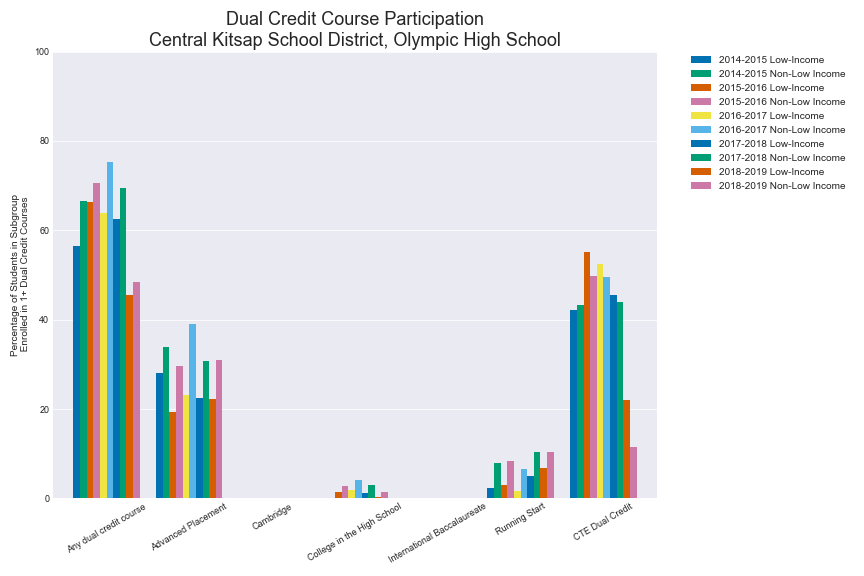 Dual Credit Course Participation
Central Kitsap School District, Olympic High School
Percentage of Students in Subgroup
Enrolled in 1+ Dual Credit Courses
100
80
60
40
20
0
Any dual credit course
Advanced Placement
Cambridge
College in the High School
International Baccalaureate
Running Start
CTE Dual Credit
2014-2015 Low-Income
2014-2015 Non-Low Income
2015-2016 Low-Income
2015-2016 Non-Low Income
2016-2017 Low-Income
2016-2017 Non-Low Income
2017-2018 Low-Income
2017-2018 Non-Low Income
2018-2019 Low-Income
2018-2019 Non-Low Income